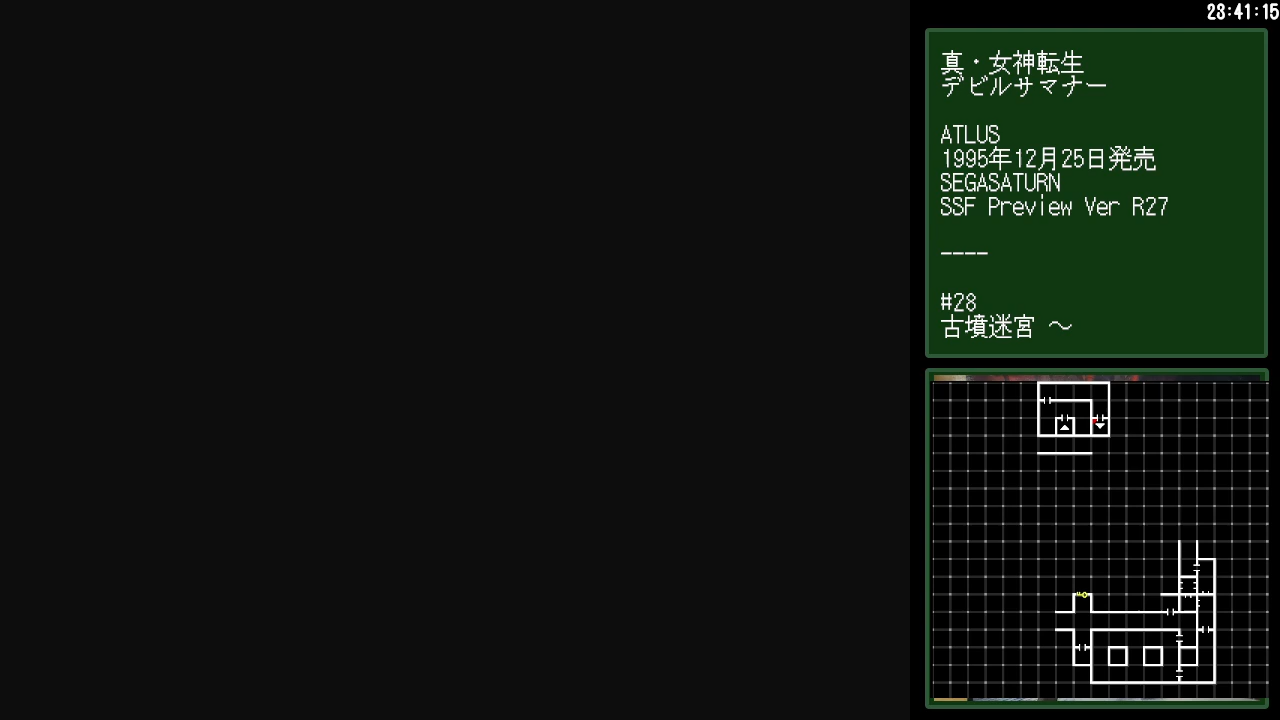 23:41:15
真・女神転生
デビルサマナー
ATLUS
1995年12月25日発売
SEGASATURN
SSF Preview Ver R27
----
#28
古墳迷宮 ～